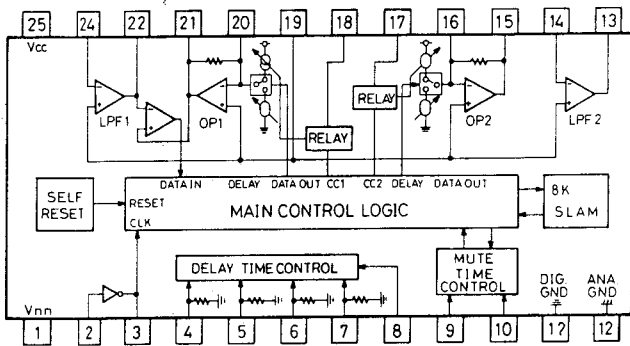 25 24 22 21 20 19 18 17 16 15 14 13
Vcc
LPF1
OP1
RELAY
RELAY
OP2
LPF2
DATA IN DELAY DATA OUT CC1 CC2 DELAY DATA OUT
SELF
RESET
RESET
CLK
MAIN CONTROL LOGIC
8K
SLAM
DELAY TIME CONTROL
MUTE
TIME
CONTROL
DIG.
GND
ANA.
GND
Vnn
1 2 3 4 5 6 7 8 9 10 1? 12